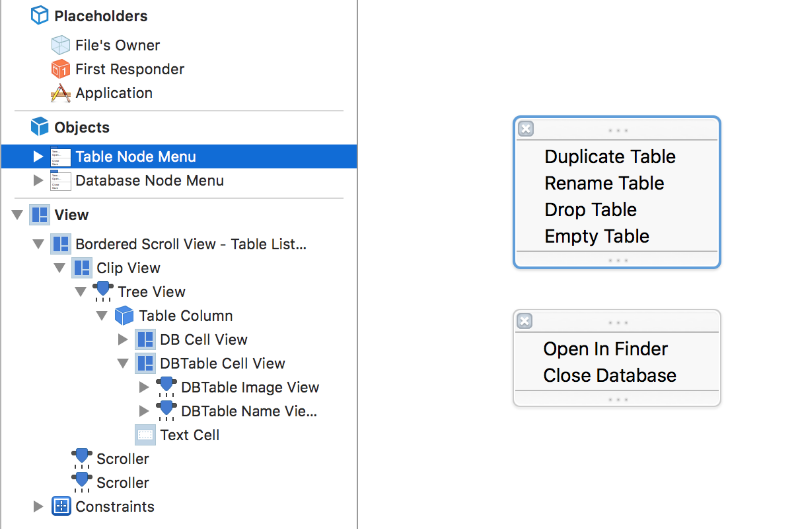 Placeholders
File's Owner
First Responder
Application
Objects
Table Node Menu
Database Node Menu
View
Bordered Scroll View - Table List...
Clip View
Tree View
Table Column
DB Cell View
DBTable Cell View
DBTable Image View
DBTable Name Vie...
Text Cell
Scroller
Scroller
Constraints
Duplicate Table
Rename Table
Drop Table
Empty Table
Open In Finder
Close Database